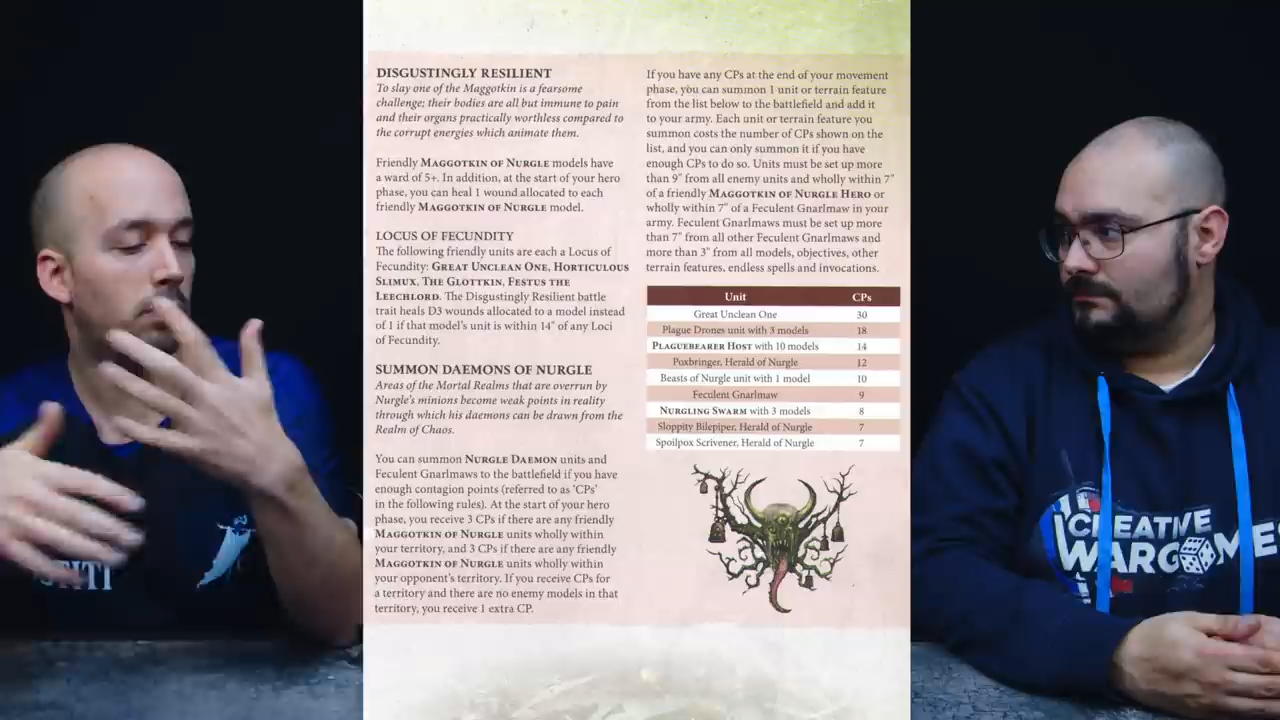 DISGUSTINGLY RESILIENT
To slay one of the Maggotkin is a fearsome
challenge; their bodies are all but immune to pain
and their organs practically worthless compared to
the corrupt energies which animate them.
Friendly MAGGOTKIN OF NURGLE models have
a ward of 5+. In addition, at the start of your hero
phase, you can heal 1 wound allocated to each
friendly MAGGOTKIN OF NURGLE model.
LOCUS OF FECUNDITY
The following friendly units are each a Locus of
Fecundity: GREAT UNCLEAN ONE, HORTICULOUS
SLIMUX, THE GLOTTKIN, FESTUS THE
LEECHLORD. The Disgustingly Resilient battle
trait heals D3 wounds allocated to a model instead
of 1 if that model's unit is within 14" of any Loci
of Fecundity.
SUMMON DAEMONS OF NURGLE
Areas of the Mortal Realms that are overrun by
Nurgle's minions become weak points in reality
through which his daemons can be drawn from the
Realm of Chaos.
You can summon NURGLE DAEMON units and
Feculent Gnarlmaws to the battlefield if you have
enough contagion points (referred to as 'CPs'
in the following rules). At the start of your hero
phase, you receive 3 CPs if there are any friendly
MAGGOTKIN OF NURGLE units wholly within
your territory, and 3 CPs if there are any friendly
MAGGOTKIN OF NURGLE units wholly within
your opponent's territory. If you receive CPs for
a territory and there are no enemy models in that
territory, you receive 1 extra CP.
If you have any CPs at the end of your movement
phase, you can summon 1 unit or terrain feature
from the list below to the battlefield and add it
to your army. Each unit or terrain feature you
summon costs the number of CPs shown on the
list, and you can only summon it if you have
enough CPs to do so. Units must be set up more
than 9" from all enemy units and wholly within 7"
of a friendly MAGGOTKIN OF NURGLE HERO or
wholly within 7" of a Feculent Gnarlmaw in your
army. Feculent Gnarlmaws must be set up more
than 7" from all other Feculent Gnarlmaws and
more than 3" from all models, objectives, other
terrain features, endless spells and invocations.
Unit CPs
Great Unclean One 30
Plague Drones unit with 3 models 18
PLAGUEBEARER HOST with 10 models 14
Poxbringer, Herald of Nurgle 12
Beasts of Nurgle unit with 1 model 10
Feculent Gnarlmaw 9
NURGLING SWARM with 3 models 8
Sloppity Bilepiper, Herald of Nurgle 7
Spoilpox Scrivener, Herald of Nurgle 7
CREATIVE
WARGOMES